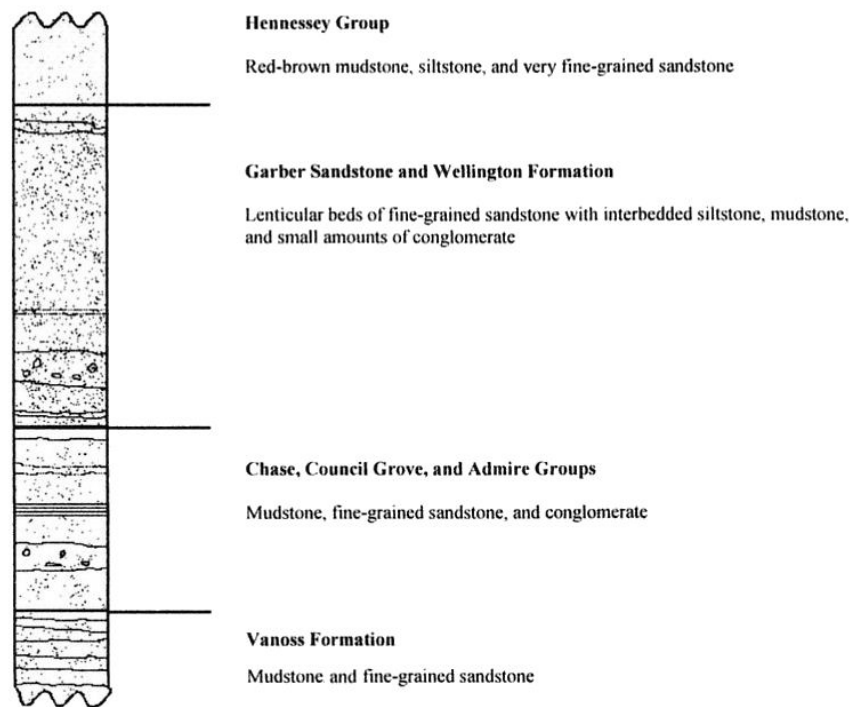 Hennessey Group
Red-brown mudstone, siltstone, and very fine-grained sandstone
Garber Sandstone and Wellington Formation
Lenticular beds of fine-grained sandstone with interbedded siltstone, mudstone,
and small amounts of conglomerate
Chase, Council Grove, and Admire Groups
Mudstone, fine-grained sandstone, and conglomerate
Vanoss Formation
Mudstone and fine-grained sandstone